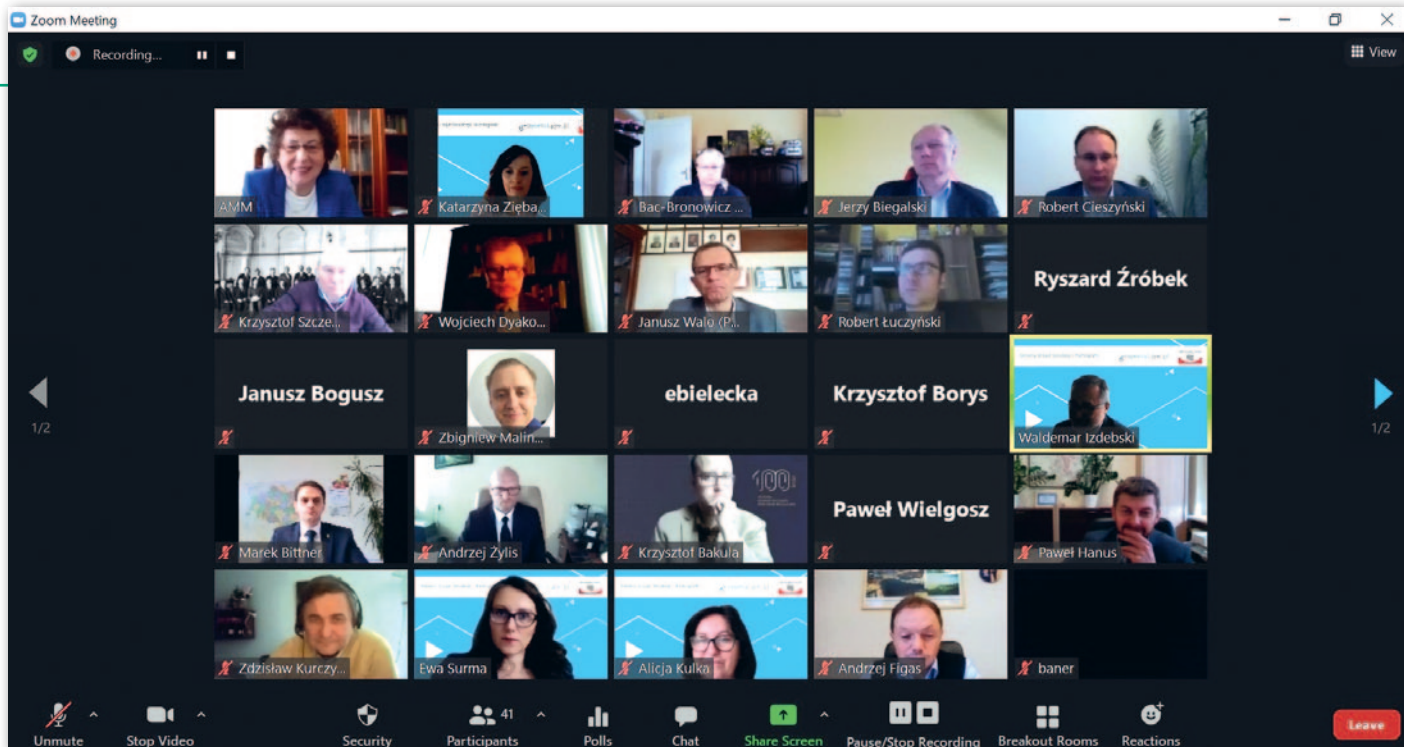 Zoom Meeting
Recording...
View
AMM
Katarzyna Zięba...
Bac-Bronowicz ...
Jerzy Biegalski
Robert Cieszyński
Krzysztof Szcze...
Wojciech Dyako...
Janusz Walo (P...
Robert Łuczyński
Ryszard Źróbek
Janusz Bogusz
Zbigniew Malin...
ebielecka
Krzysztof Borys
Waldemar Izdebski
1/2
1/2
Marek Bittner
Andrzej Żylis
100
Krzysztof Bakuła
Paweł Wielgosz
Paweł Hanus
Zdzisław Kurczy...
Ewa Surma
Alicja Kulka
Andrzej Figas
baner
Unmute
Stop Video
Security
41
Participants
Polls
Chat
Share Screen
Pause/Stop Recording
Breakout Rooms
Reactions
Leave